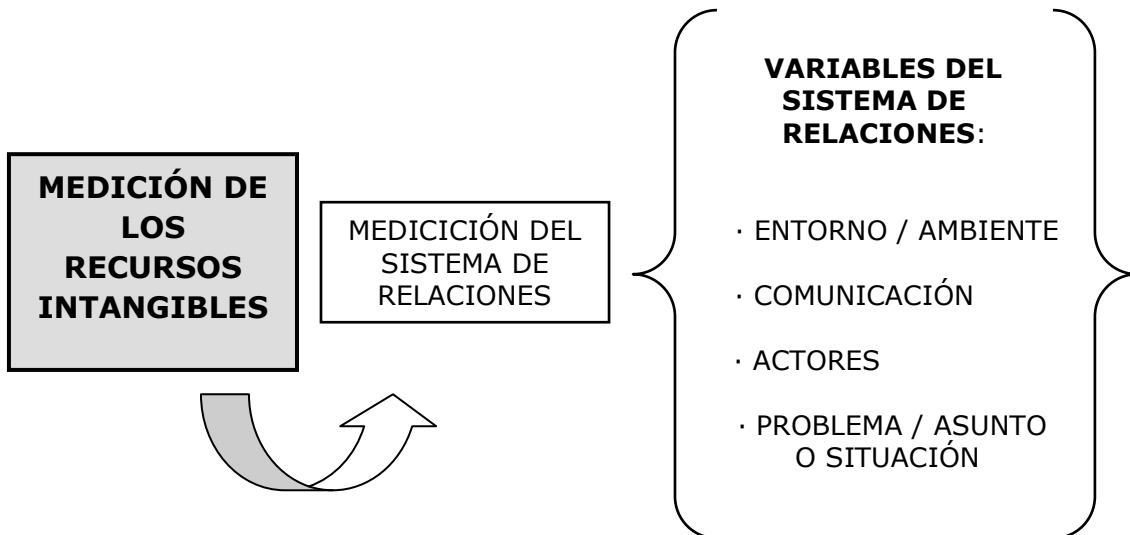 MEDICIÓN DE
LOS
RECURSOS
INTANGIBLES
MEDICICIÓN DEL
SISTEMA DE
RELACIONES
VARIABLES DEL
SISTEMA DE
RELACIONES:
· ENTORNO / AMBIENTE
· COMUNICACIÓN
· ACTORES
· PROBLEMA / ASUNTO
O SITUACIÓN